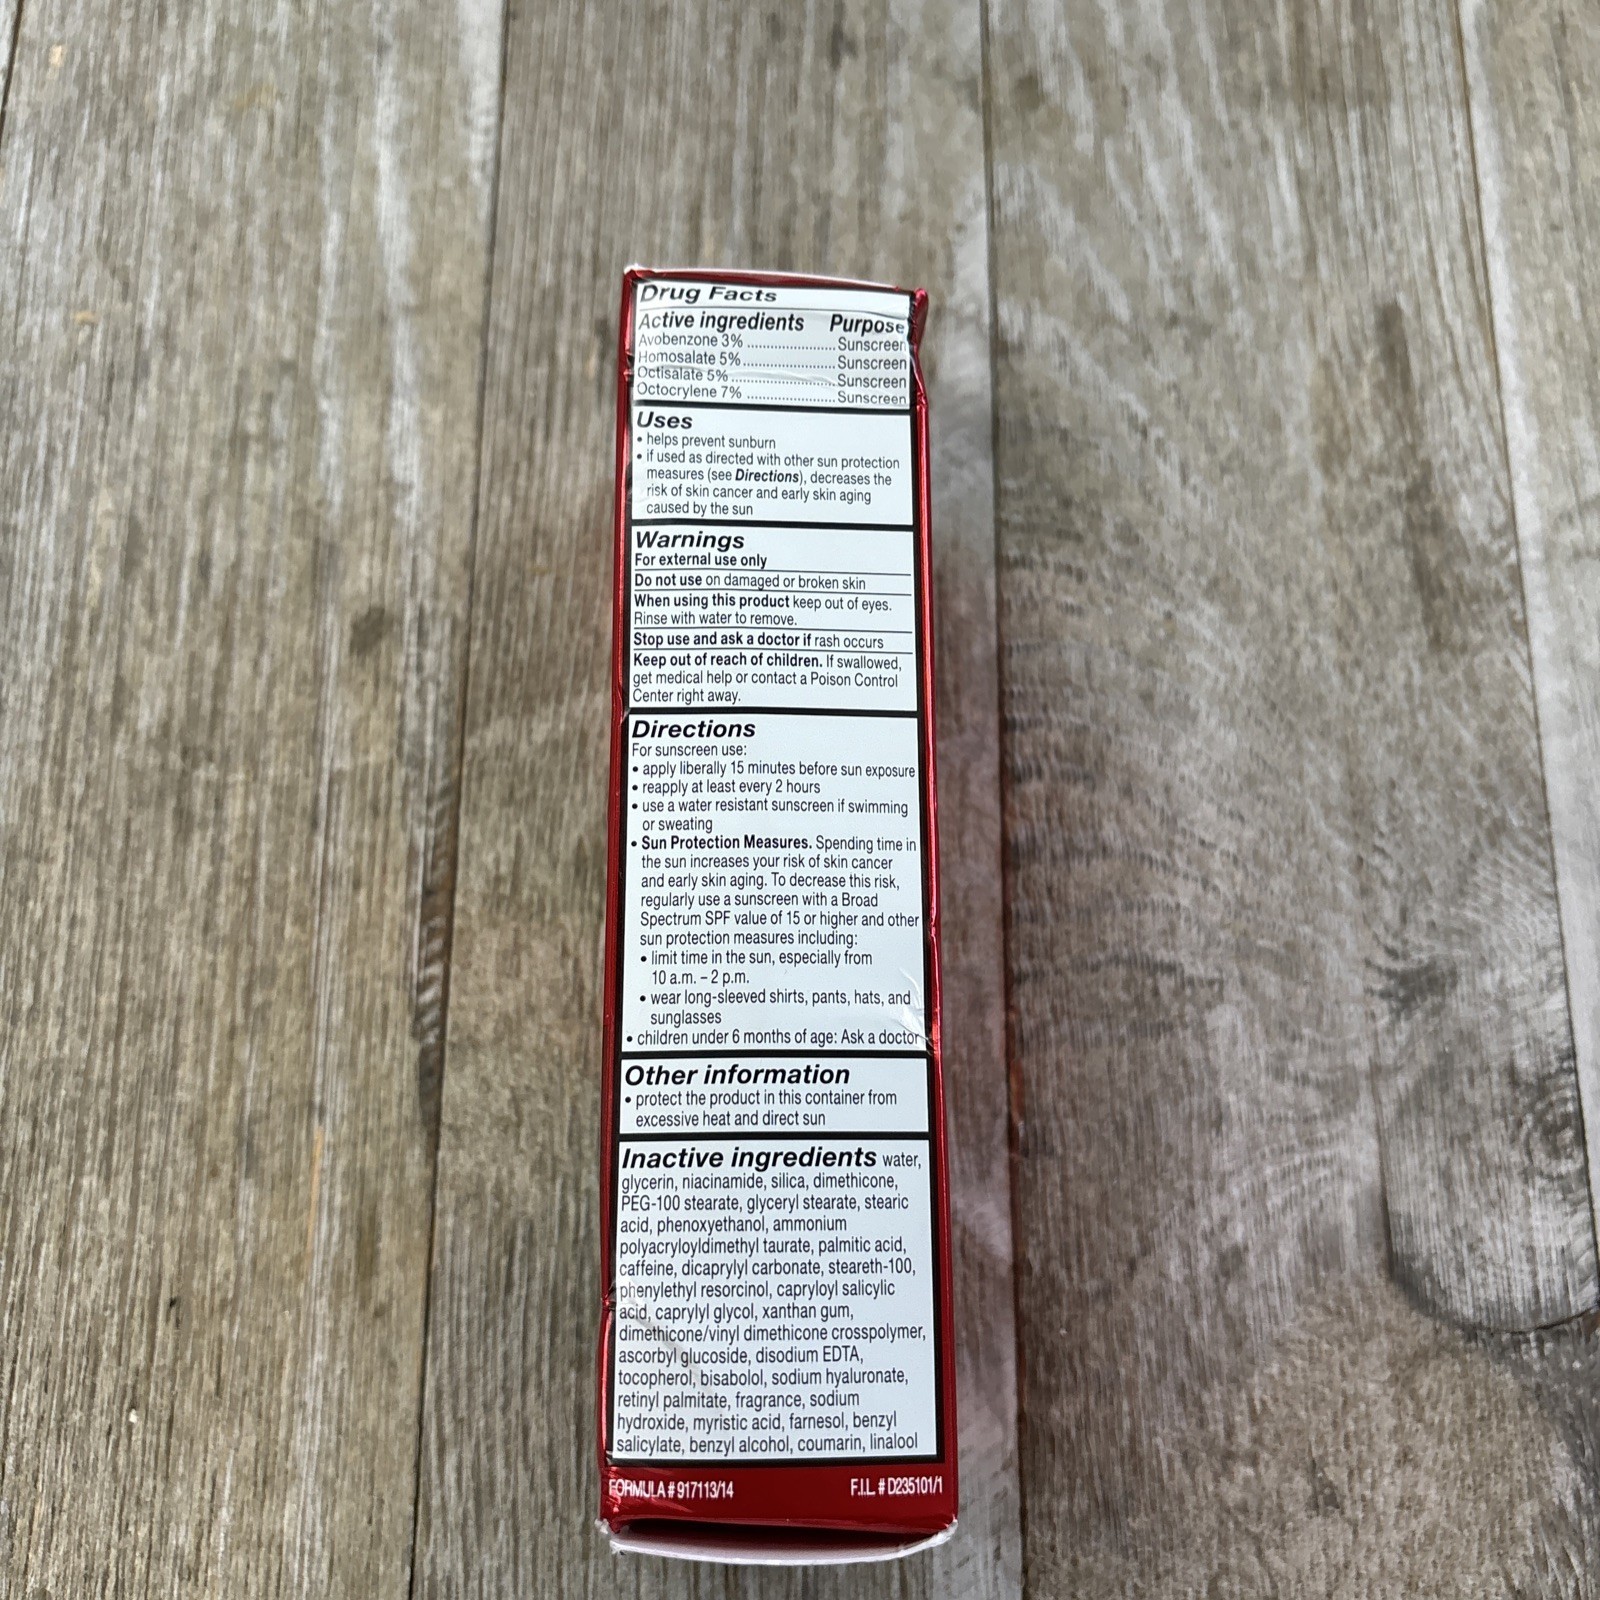 Drug Facts
Active ingredients Purpose
Avobenzone 3% .................... Sunscreen
Homosalate 5% .................... Sunscreen
Octisalate 5% .................... Sunscreen
Octocrylene 7% .................... Sunscreen
Uses
• helps prevent sunburn
• if used as directed with other sun protection
measures (see Directions), decreases the
risk of skin cancer and early skin aging
caused by the sun
Warnings
For external use only
Do not use on damaged or broken skin
When using this product keep out of eyes.
Rinse with water to remove.
Stop use and ask a doctor if rash occurs
Keep out of reach of children. If swallowed,
get medical help or contact a Poison Control
Center right away.
Directions
For sunscreen use:
• apply liberally 15 minutes before sun exposure
• reapply at least every 2 hours
• use a water resistant sunscreen if swimming
or sweating
• Sun Protection Measures. Spending time in
the sun increases your risk of skin cancer
and early skin aging. To decrease this risk,
regularly use a sunscreen with a Broad
Spectrum SPF value of 15 or higher and other
sun protection measures including:
• limit time in the sun, especially from
10 a.m. – 2 p.m.
• wear long-sleeved shirts, pants, hats, and
sunglasses
• children under 6 months of age: Ask a doctor
Other information
• protect the product in this container from
excessive heat and direct sun
Inactive ingredients water,
glycerin, niacinamide, silica, dimethicone,
PEG-100 stearate, glyceryl stearate, stearic
acid, phenoxyethanol, ammonium
polyacryloyldimethyl taurate, palmitic acid,
caffeine, dicaprylyl carbonate, steareth-100,
phenylethyl resorcinol, capryloyl salicylic
acid, caprylyl glycol, xanthan gum,
dimethicone/vinyl dimethicone crosspolymer,
ascorbyl glucoside, disodium EDTA,
tocopherol, bisabolol, sodium hyaluronate,
retinyl palmitate, fragrance, sodium
hydroxide, myristic acid, farnesol, benzyl
salicylate, benzyl alcohol, coumarin, linalool
FORMULA # 917113/14 F.I.L. # D235101/1